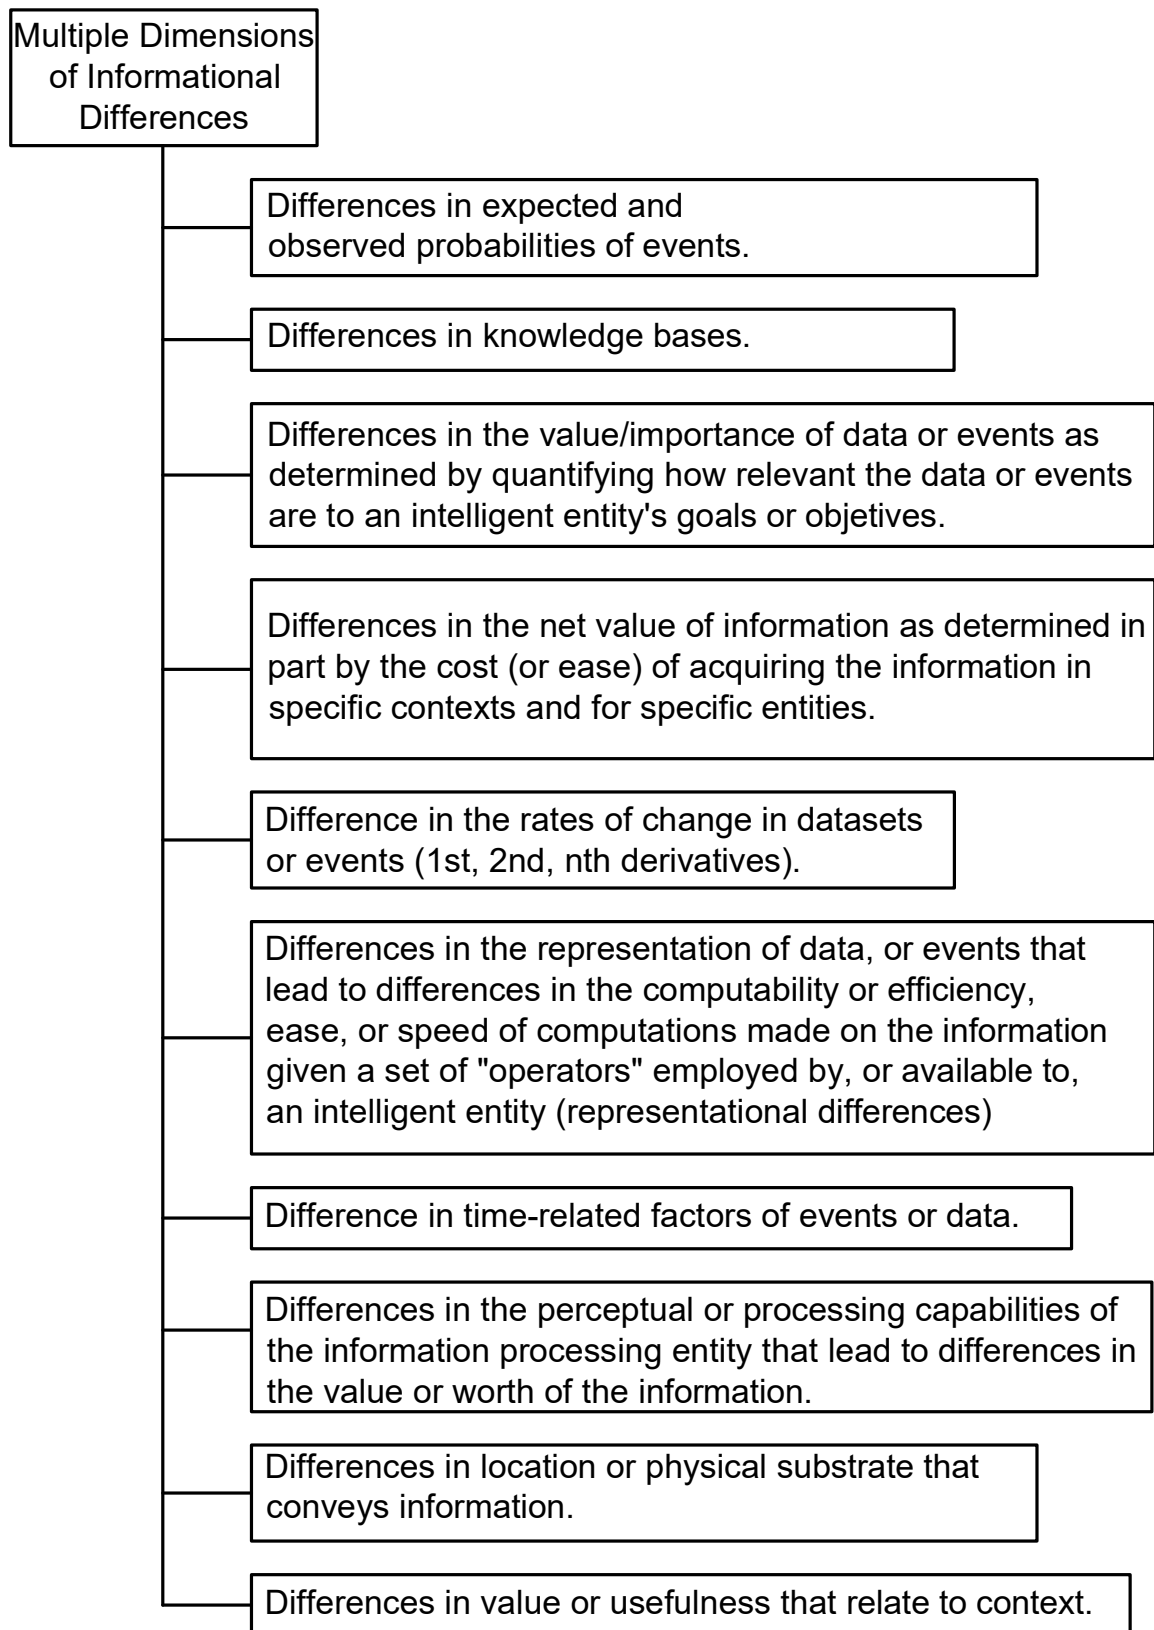 Multiple Dimensions
of Informational
Differences
Differences in expected and
observed probabilities of events.
Differences in knowledge bases.
Differences in the value/importance of data or events as
determined by quantifying how relevant the data or events
are to an intelligent entity's goals or objetives.
Differences in the net value of information as determined in
part by the cost (or ease) of acquiring the information in
specific contexts and for specific entities.
Difference in the rates of change in datasets
or events (1st, 2nd, nth derivatives).
Differences in the representation of data, or events that
lead to differences in the computability or efficiency,
ease, or speed of computations made on the information
given a set of "operators" employed by, or available to,
an intelligent entity (representational differences)
Difference in time-related factors of events or data.
Differences in the perceptual or processing capabilities of
the information processing entity that lead to differences in
the value or worth of the information.
Differences in location or physical substrate that
conveys information.
Differences in value or usefulness that relate to context.